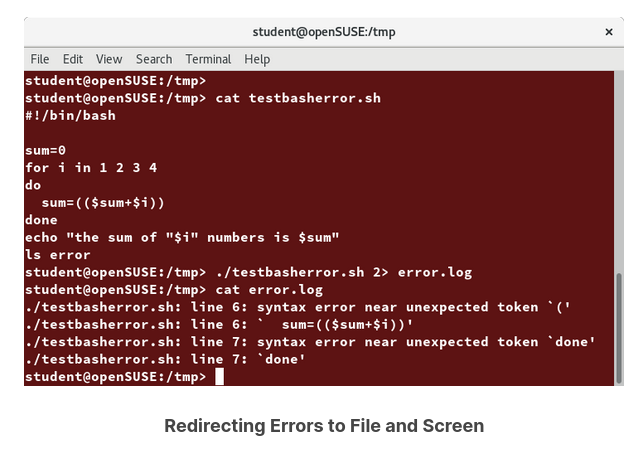 student@openSUSE:/tmp
×
File Edit View Search Terminal Help
student@openSUSE:/tmp>
student@openSUSE:/tmp> cat testbasherror.sh
#!/bin/bash

sum=0
for i in 1 2 3 4
do
  sum=(($sum+$i))
done
echo "the sum of "$i" numbers is $sum"
ls error
student@openSUSE:/tmp> ./testbasherror.sh 2> error.log
student@openSUSE:/tmp> cat error.log
./testbasherror.sh: line 6: syntax error near unexpected token `('
./testbasherror.sh: line 6: `  sum=(($sum+$i))'
./testbasherror.sh: line 7: syntax error near unexpected token `done'
./testbasherror.sh: line 7: `done'
student@openSUSE:/tmp>
Redirecting Errors to File and Screen